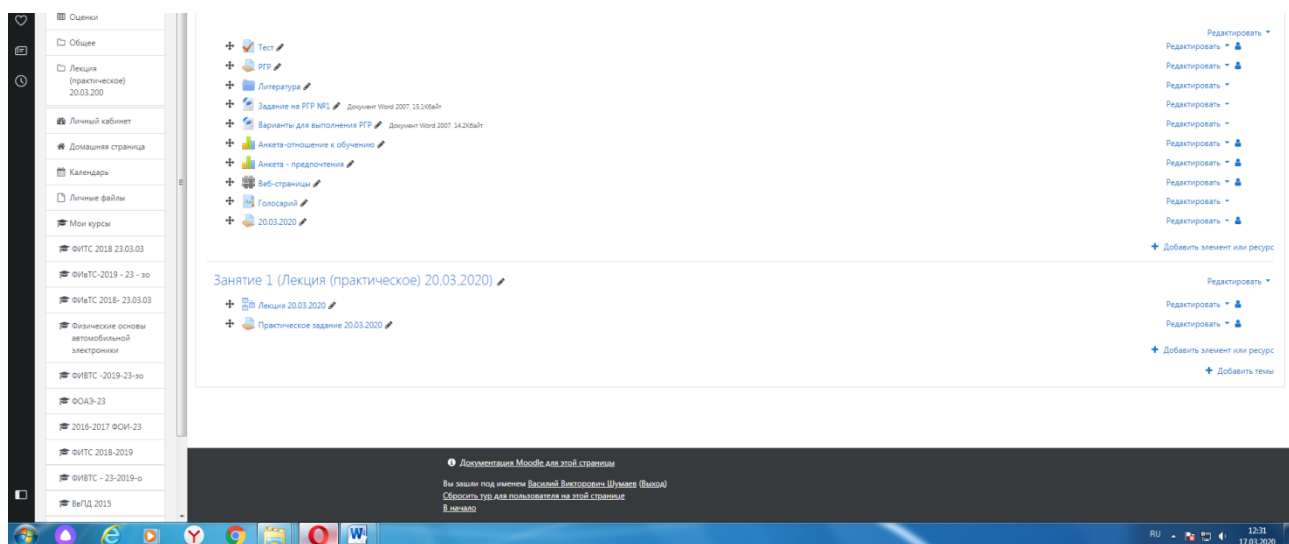 Оценки
Общее
Лекция
(практическое)
20.03.200
Личный кабинет
Домашняя страница
Календарь
Личные файлы
Мои курсы
ФИТС 2018 23.03.03
ФИвТС-2019 - 23 - зо
ФИвТС 2018- 23.03.03
Физические основы
автомобильной
электроники
ФИВТС -2019-23-зо
ФОАЭ-23
2016-2017 ФОИ-23
ФИТС 2018-2019
ФИВТС - 23-2019-о
ВвПД 2015
Редактировать
Тест Редактировать
РГР Редактировать
Литература Редактировать
Задание на РГР №1 Документ Word 2007, 15.1Кбайт Редактировать
Варианты для выполнения РГР Документ Word 2007, 14.2Кбайт Редактировать
Анкета-отношение к обучению Редактировать
Анкета - предпочтения Редактировать
Веб-страницы Редактировать
Голосарий Редактировать
20.03.2020 Редактировать
+ Добавить элемент или ресурс
Занятие 1 (Лекция (практическое) 20.03.2020) Редактировать
Лекция 20.03.2020 Редактировать
Практическое задание 20.03.2020 Редактировать
+ Добавить элемент или ресурс
+ Добавить темы
Документация Moodle для этой страницы
Вы зашли под именем Василий Викторович Шумаев (Выход)
Сбросить тур для пользователя на этой странице
В начало
RU 12:31
17.03.2020